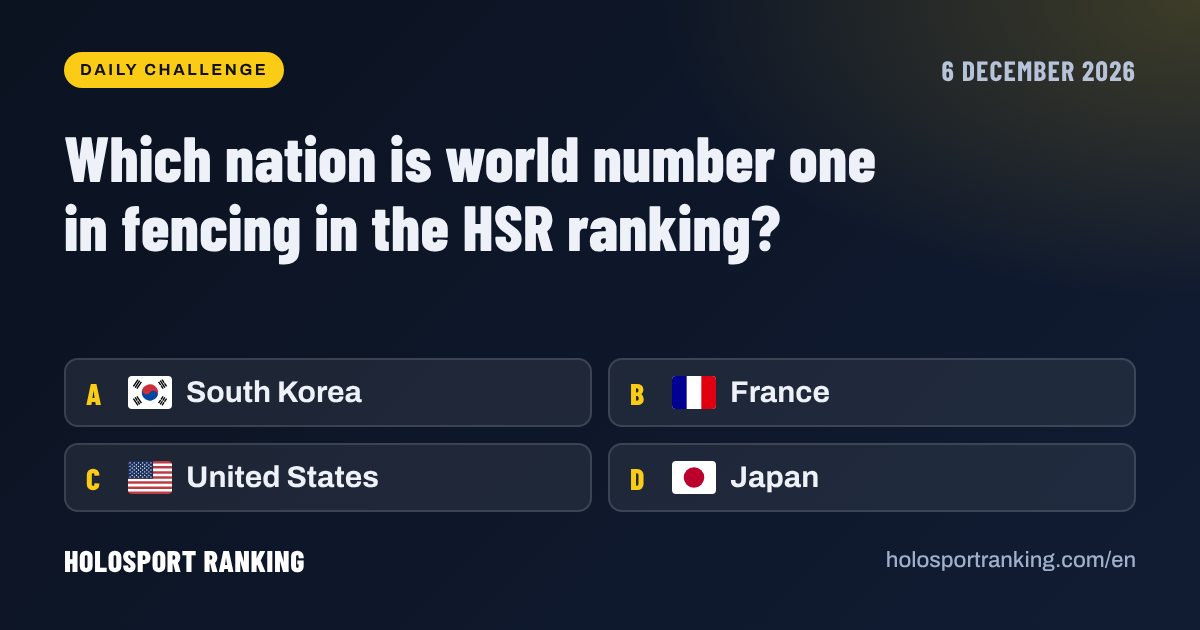 DAILY CHALLENGE
6 DECEMBER 2026
Which nation is world number one
in fencing in the HSR ranking?
A South Korea
B France
C United States
D Japan
HOLOSPORT RANKING
holosportranking.com/en